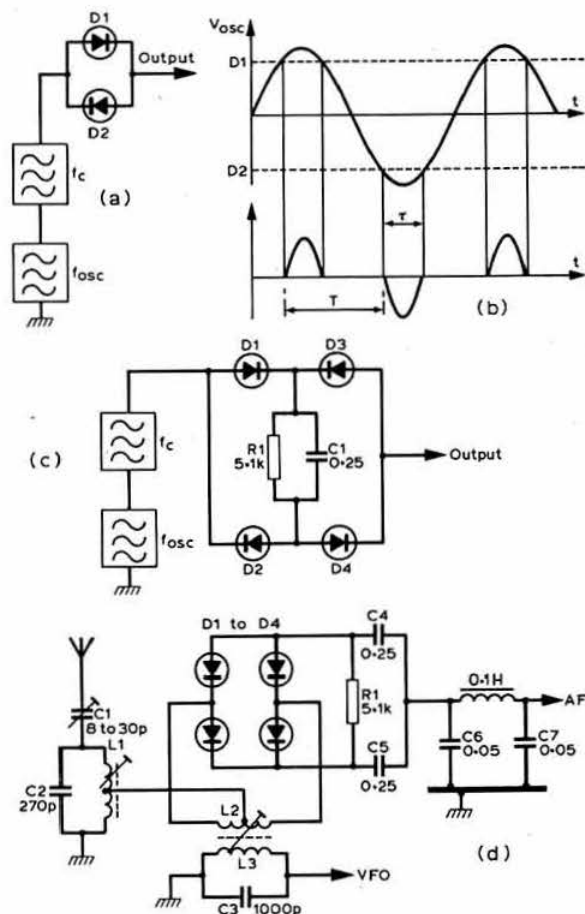 D1
Output
D2
fc
(a)
fosc
Vosc
D1
t
D2
τ
t
T
(b)
D1
D3
(c)
fc
R1
5·1k
C1
0·25
Output
fosc
D2
D4
D1 to D4
C4
0·25
C1
8 to 30p
L1
R1
5·1k
0·1H
AF
C2
270p
C5
0·25
C6
0·05
C7
0·05
L2
L3
(d)
VFO
C3
1000p